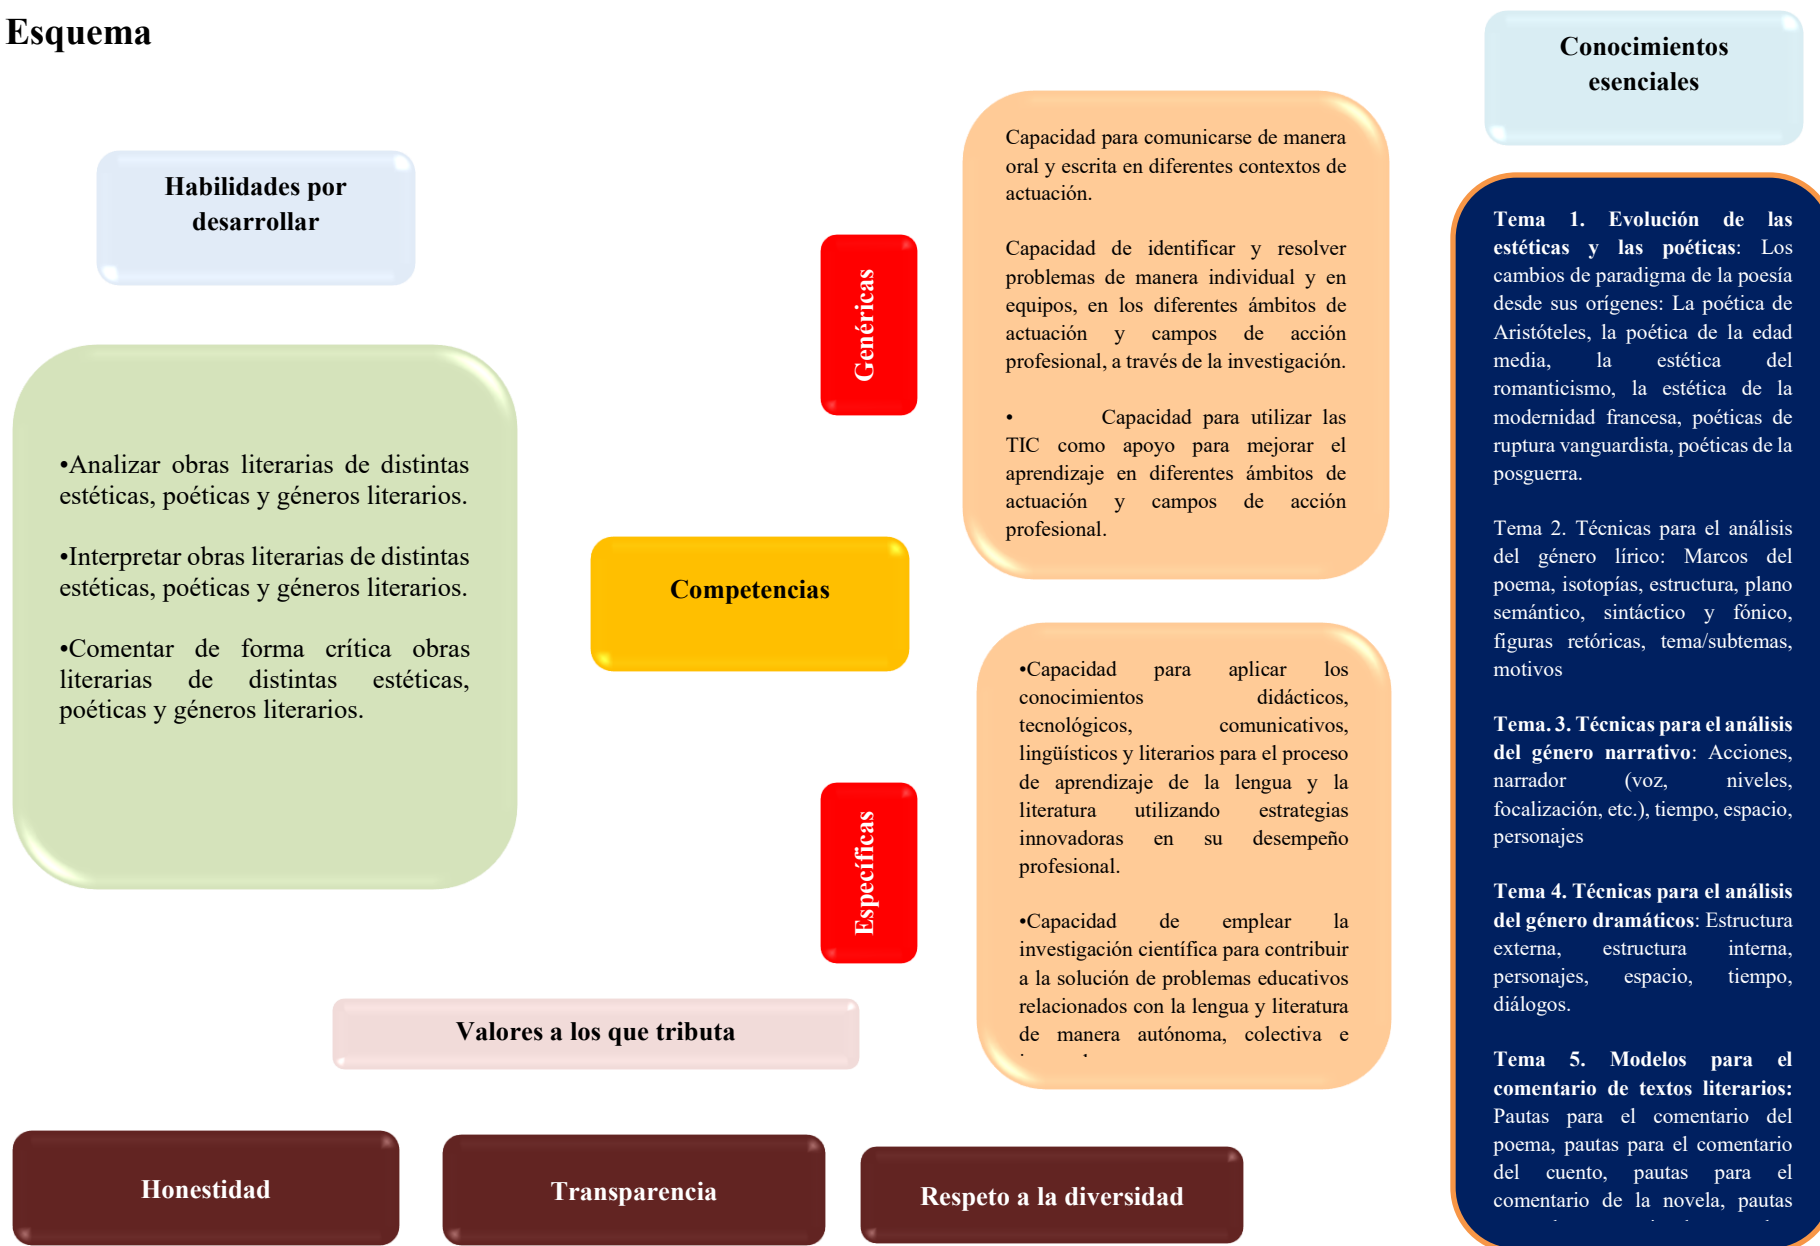 Esquema
Habilidades por
desarrollar
•Analizar obras literarias de distintas
estéticas, poéticas y géneros literarios.
•Interpretar obras literarias de distintas
estéticas, poéticas y géneros literarios.
•Comentar de forma crítica obras
literarias de distintas estéticas,
poéticas y géneros literarios.
Competencias
Genéricas
Capacidad para comunicarse de manera
oral y escrita en diferentes contextos de
actuación.
Capacidad de identificar y resolver
problemas de manera individual y en
equipos, en los diferentes ámbitos de
actuación y campos de acción
profesional, a través de la investigación.
• Capacidad para utilizar las
TIC como apoyo para mejorar el
aprendizaje en diferentes ámbitos de
actuación y campos de acción
profesional.
Específicas
•Capacidad para aplicar los
conocimientos didácticos,
tecnológicos, comunicativos,
lingüísticos y literarios para el proceso
de aprendizaje de la lengua y la
literatura utilizando estrategias
innovadoras en su desempeño
profesional.
•Capacidad de emplear la
investigación científica para contribuir
a la solución de problemas educativos
relacionados con la lengua y literatura
de manera autónoma, colectiva e
Valores a los que tributa
Honestidad
Transparencia
Respeto a la diversidad
Conocimientos
esenciales
Tema 1. Evolución de las
estéticas y las poéticas: Los
cambios de paradigma de la poesía
desde sus orígenes: La poética de
Aristóteles, la poética de la edad
media, la estética del
romanticismo, la estética de la
modernidad francesa, poéticas de
ruptura vanguardista, poéticas de la
posguerra.
Tema 2. Técnicas para el análisis
del género lírico: Marcos del
poema, isotopías, estructura, plano
semántico, sintáctico y fónico,
figuras retóricas, tema/subtemas,
motivos
Tema. 3. Técnicas para el análisis
del género narrativo: Acciones,
narrador (voz, niveles,
focalización, etc.), tiempo, espacio,
personajes
Tema 4. Técnicas para el análisis
del género dramáticos: Estructura
externa, estructura interna,
personajes, espacio, tiempo,
diálogos.
Tema 5. Modelos para el
comentario de textos literarios:
Pautas para el comentario del
poema, pautas para el comentario
del cuento, pautas para el
comentario de la novela, pautas